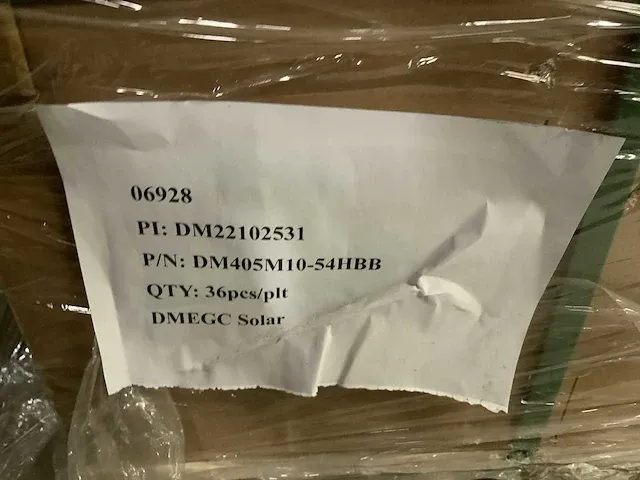 06928
PI: DM22102531
P/N: DM405M10-54HBB
QTY: 36pcs/plt
DMEGC Solar